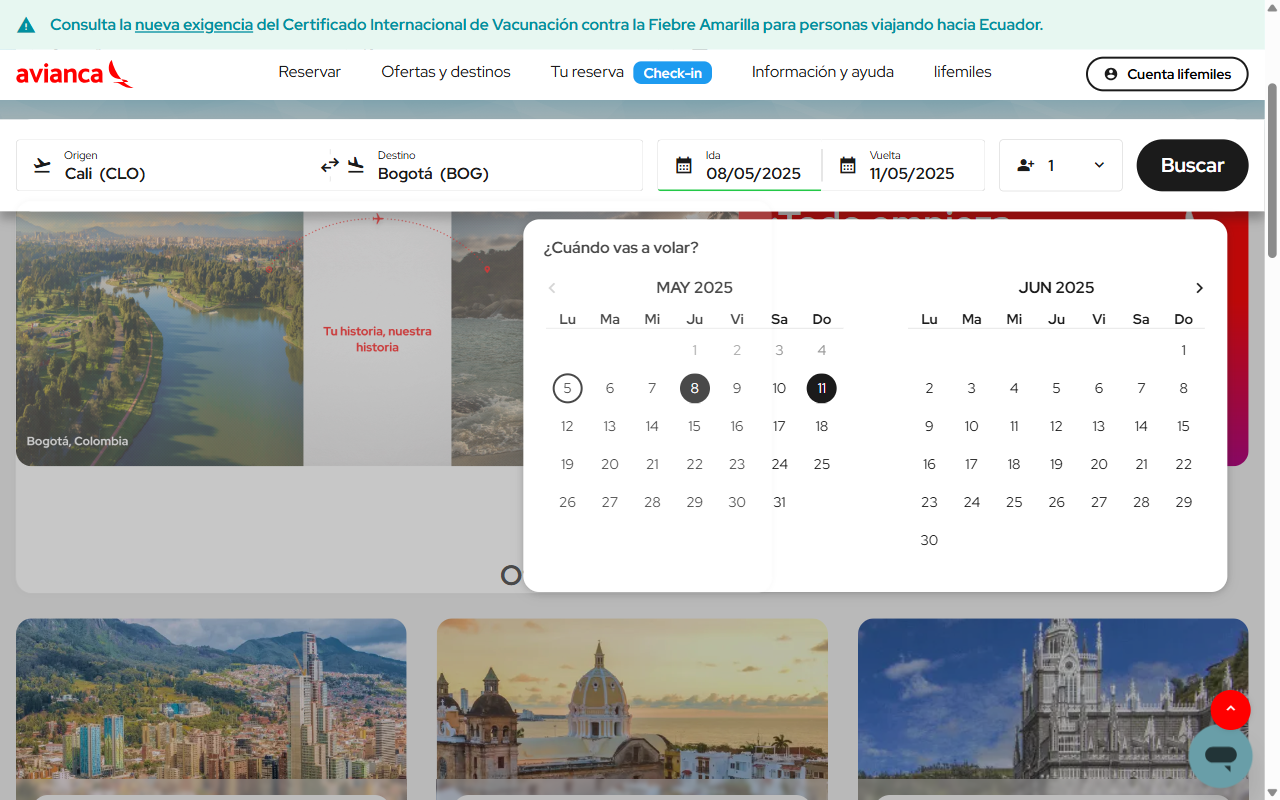 Consulta la nueva exigencia del Certificado Internacional de Vacunación contra la Fiebre Amarilla para personas viajando hacia Ecuador.
avianca
Reservar
Ofertas y destinos
Tu reserva
Check-in
Información y ayuda
lifemiles
Cuenta lifemiles
Origen
Cali (CLO)
Destino
Bogotá (BOG)
Ida
08/05/2025
Vuelta
11/05/2025
1
Buscar
Tu historia, nuestra
historia
Bogotá, Colombia
Todo empieza
¿Cuándo vas a volar?
MAY 2025
Lu Ma Mi Ju Vi Sa Do
1 2 3 4
5 6 7 8 9 10 11
12 13 14 15 16 17 18
19 20 21 22 23 24 25
26 27 28 29 30 31
JUN 2025
Lu Ma Mi Ju Vi Sa Do
1
2 3 4 5 6 7 8
9 10 11 12 13 14 15
16 17 18 19 20 21 22
23 24 25 26 27 28 29
30